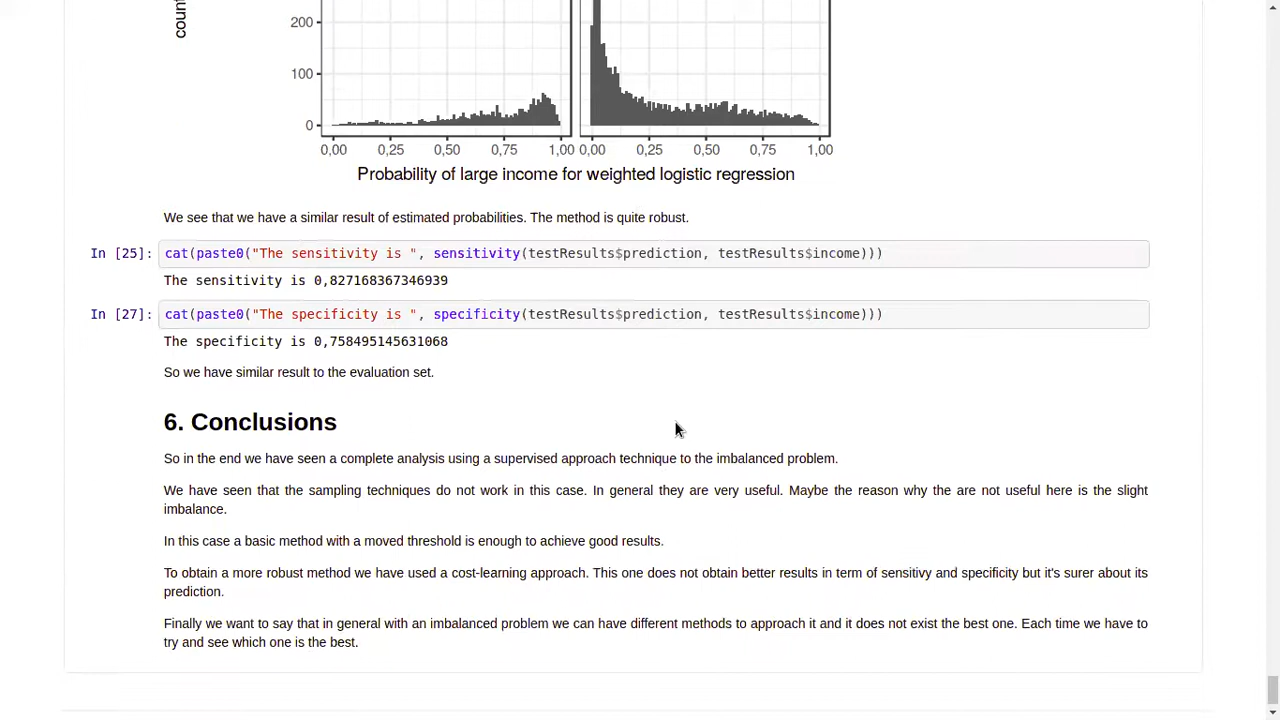 count
200
100
0
0,00 0,25 0,50 0,75 1,00 0,00 0,25 0,50 0,75 1,00
Probability of large income for weighted logistic regression
We see that we have a similar result of estimated probabilities. The method is quite robust.
In [25]: cat(paste0("The sensitivity is ", sensitivity(testResults$prediction, testResults$income)))
The sensitivity is 0,827168367346939
In [27]: cat(paste0("The specificity is ", specificity(testResults$prediction, testResults$income)))
The specificity is 0,758495145631068
So we have similar result to the evaluation set.
6. Conclusions
So in the end we have seen a complete analysis using a supervised approach technique to the imbalanced problem.
We have seen that the sampling techniques do not work in this case. In general they are very useful. Maybe the reason why the are not useful here is the slight
imbalance.
In this case a basic method with a moved threshold is enough to achieve good results.
To obtain a more robust method we have used a cost-learning approach. This one does not obtain better results in term of sensitivy and specificity but it's surer about its
prediction.
Finally we want to say that in general with an imbalanced problem we can have different methods to approach it and it does not exist the best one. Each time we have to
try and see which one is the best.